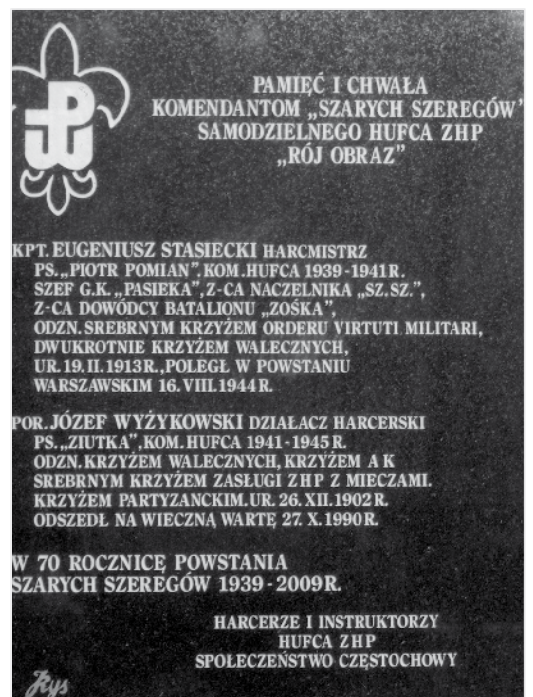 PAMIĘĆ I CHWAŁA
KOMENDANTOM „SZARYCH SZEREGÓW"
SAMODZIELNEGO HUFCA ZHP
„RÓJ OBRAZ"
KPT. EUGENIUSZ STASIECKI HARCMISTRZ
PS. „PIOTR POMIAN", KOM. HUFCA 1939-1941 R.
SZEF G.K. „PASIEKA", Z-CA NACZELNIKA „SZ.SZ.",
Z-CA DOWÓDCY BATALIONU „ZOŚKA",
ODZN. SREBRNYM KRZYŻEM ORDERU VIRTUTI MILITARI,
DWUKROTNIE KRZYŻEM WALECZNYCH,
UR. 19. II. 1913 R., POLEGŁ W POWSTANIU
WARSZAWSKIM 16. VIII. 1944 R.
POR. JÓZEF WYŻYKOWSKI DZIAŁACZ HARCERSKI
PS. „ZIUTKA", KOM. HUFCA 1941-1945 R.
ODZN. KRZYŻEM WALECZNYCH, KRZYŻEM A K
SREBRNYM KRZYŻEM ZASŁUGI ZHP Z MIECZAMI.
KRZYŻEM PARTYZANCKIM. UR. 26. XII. 1902 R.
ODSZEDŁ NA WIECZNĄ WARTĘ 27. X. 1990 R.
W 70 ROCZNICĘ POWSTANIA
SZARYCH SZEREGÓW 1939-2009 R.
HARCERZE I INSTRUKTORZY
HUFCA ZHP
SPOŁECZEŃSTWO CZĘSTOCHOWY